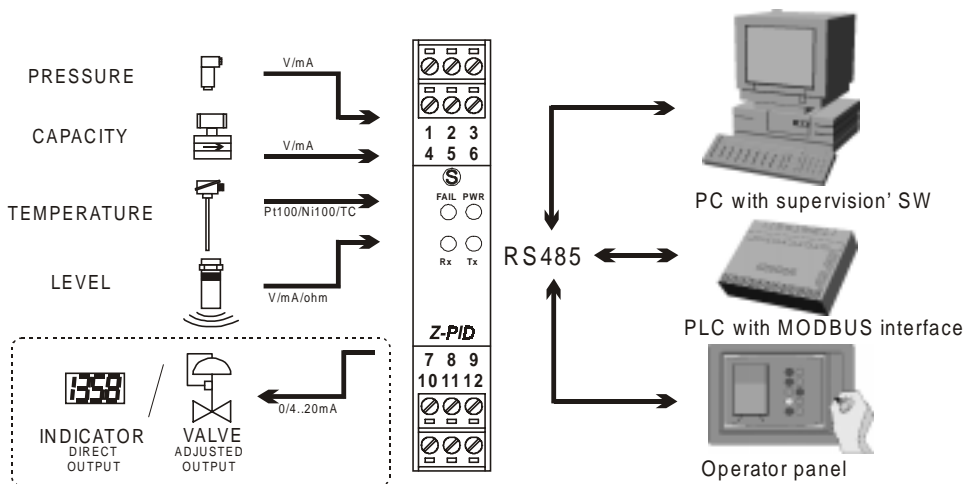 PRESSURE
V/mA
CAPACITY
V/mA
TEMPERATURE
Pt100/Ni100/TC
LEVEL
V/mA/ohm
1 2 3
4 5 6
S
FAIL PWR
Rx Tx
Z-PID
7 8 9
10 11 12
1358
INDICATOR
DIRECT
OUTPUT
/
VALVE
ADJUSTED
OUTPUT
0/4..20mA
RS485
PC with supervision' SW
PLC with MODBUS interface
Operator panel